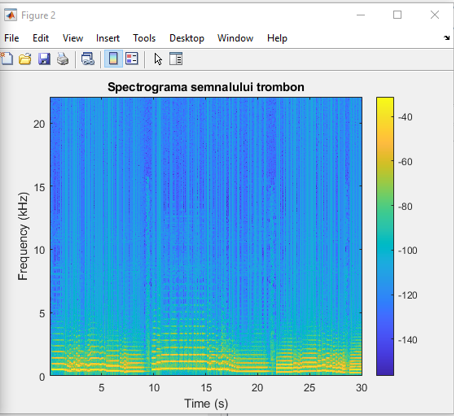 Figure 2
File Edit View Insert Tools Desktop Window Help
Spectrograma semnalului trombon
Frequency (kHz)
20
15
10
5
0
5 10 15 20 25 30
Time (s)
-40
-60
-80
-100
-120
-140